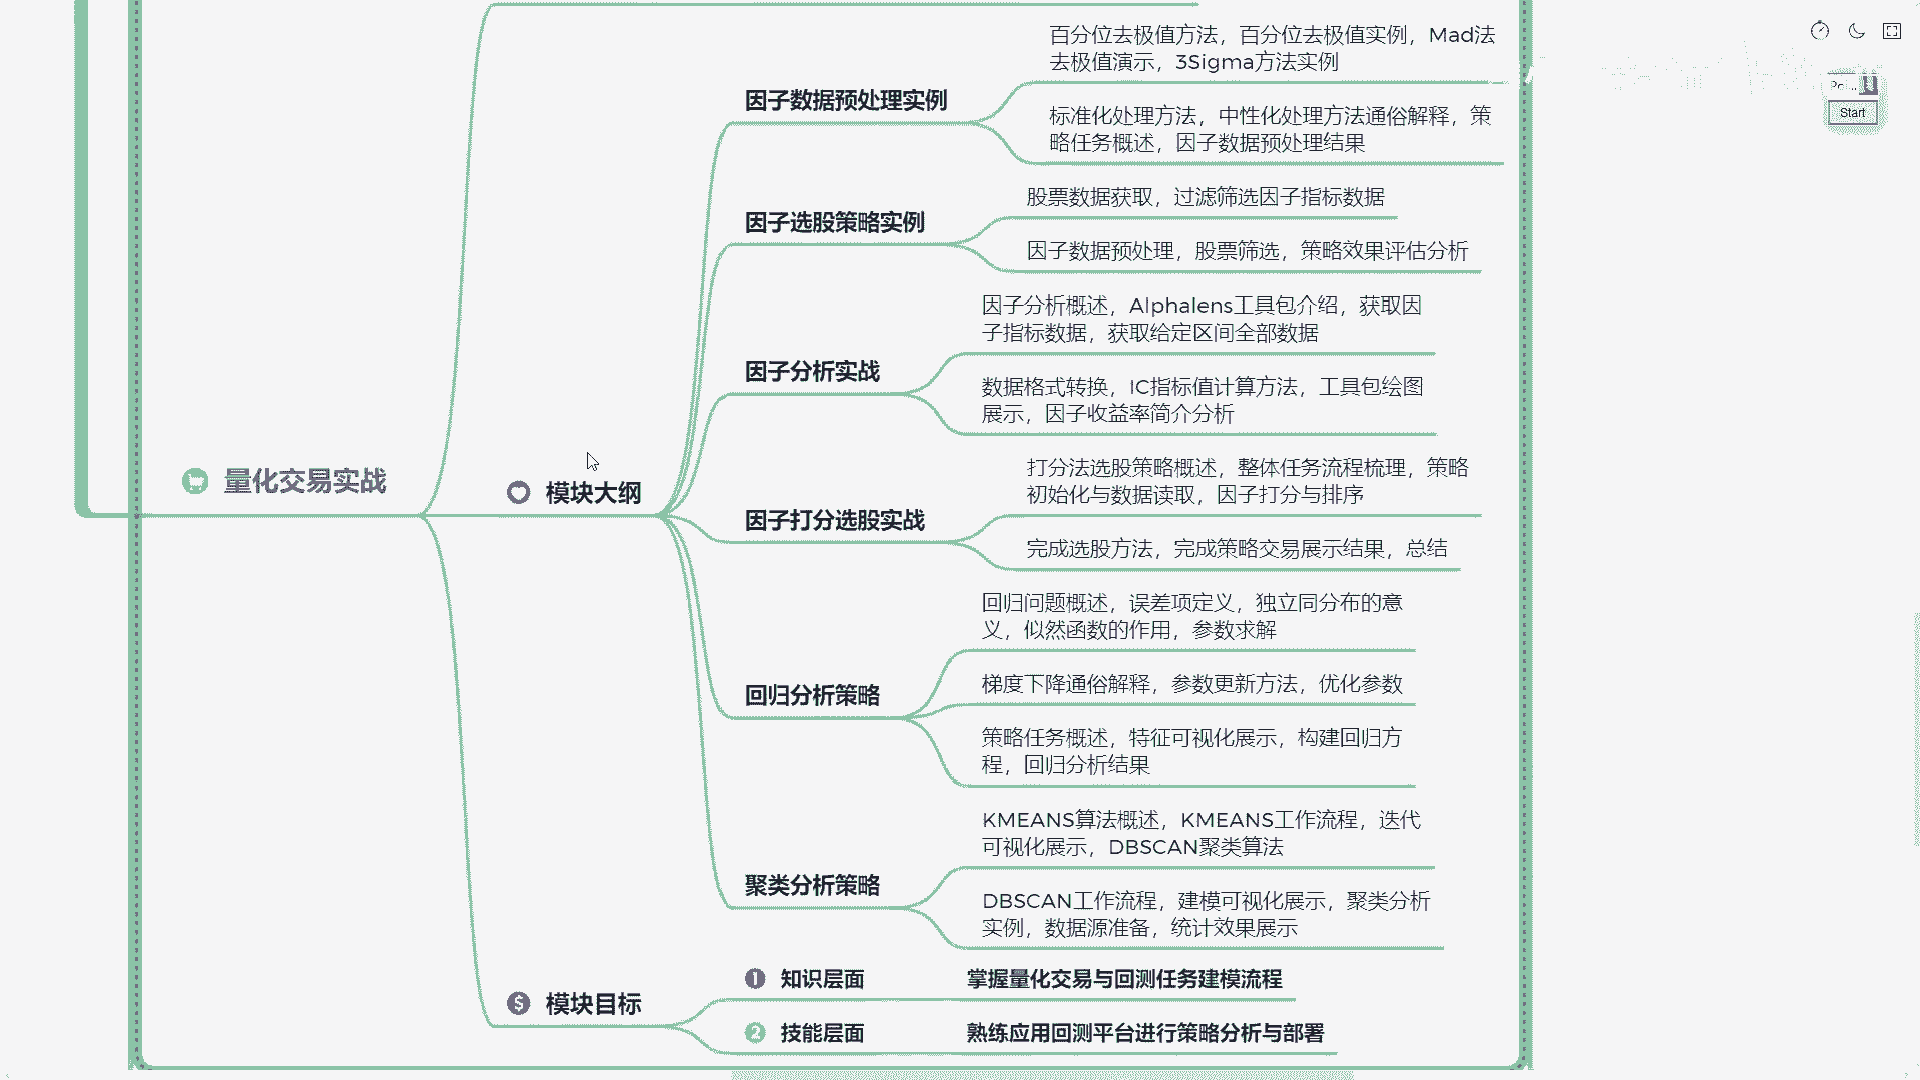 量化交易实战
模块大纲
因子数据预处理实例
百分位去极值方法，百分位去极值实例，Mad法
去极值演示，3Sigma方法实例
标准化处理方法，中性化处理方法通俗解释，策
略任务概述，因子数据预处理结果
因子选股策略实例
股票数据获取，过滤筛选因子指标数据
因子数据预处理，股票筛选，策略效果评估分析
因子分析实战
因子分析概述，Alphalens工具包介绍，获取因
子指标数据，获取给定区间全部数据
数据格式转换，IC指标值计算方法，工具包绘图
展示，因子收益率简介分析
因子打分选股实战
打分法选股策略概述，整体任务流程梳理，策略
初始化与数据读取，因子打分与排序
完成选股方法，完成策略交易展示结果，总结
回归分析策略
回归问题概述，误差项定义，独立同分布的意
义，似然函数的作用，参数求解
梯度下降通俗解释，参数更新方法，优化参数
策略任务概述，特征可视化展示，构建回归方
程，回归分析结果
聚类分析策略
KMEANS算法概述，KMEANS工作流程，迭代
可视化展示，DBSCAN聚类算法
DBSCAN工作流程，建模可视化展示，聚类分析
实例，数据源准备，统计效果展示
模块目标
1 知识层面 掌握量化交易与回测任务建模流程
2 技能层面 熟练应用回测平台进行策略分析与部署
Po...
Start